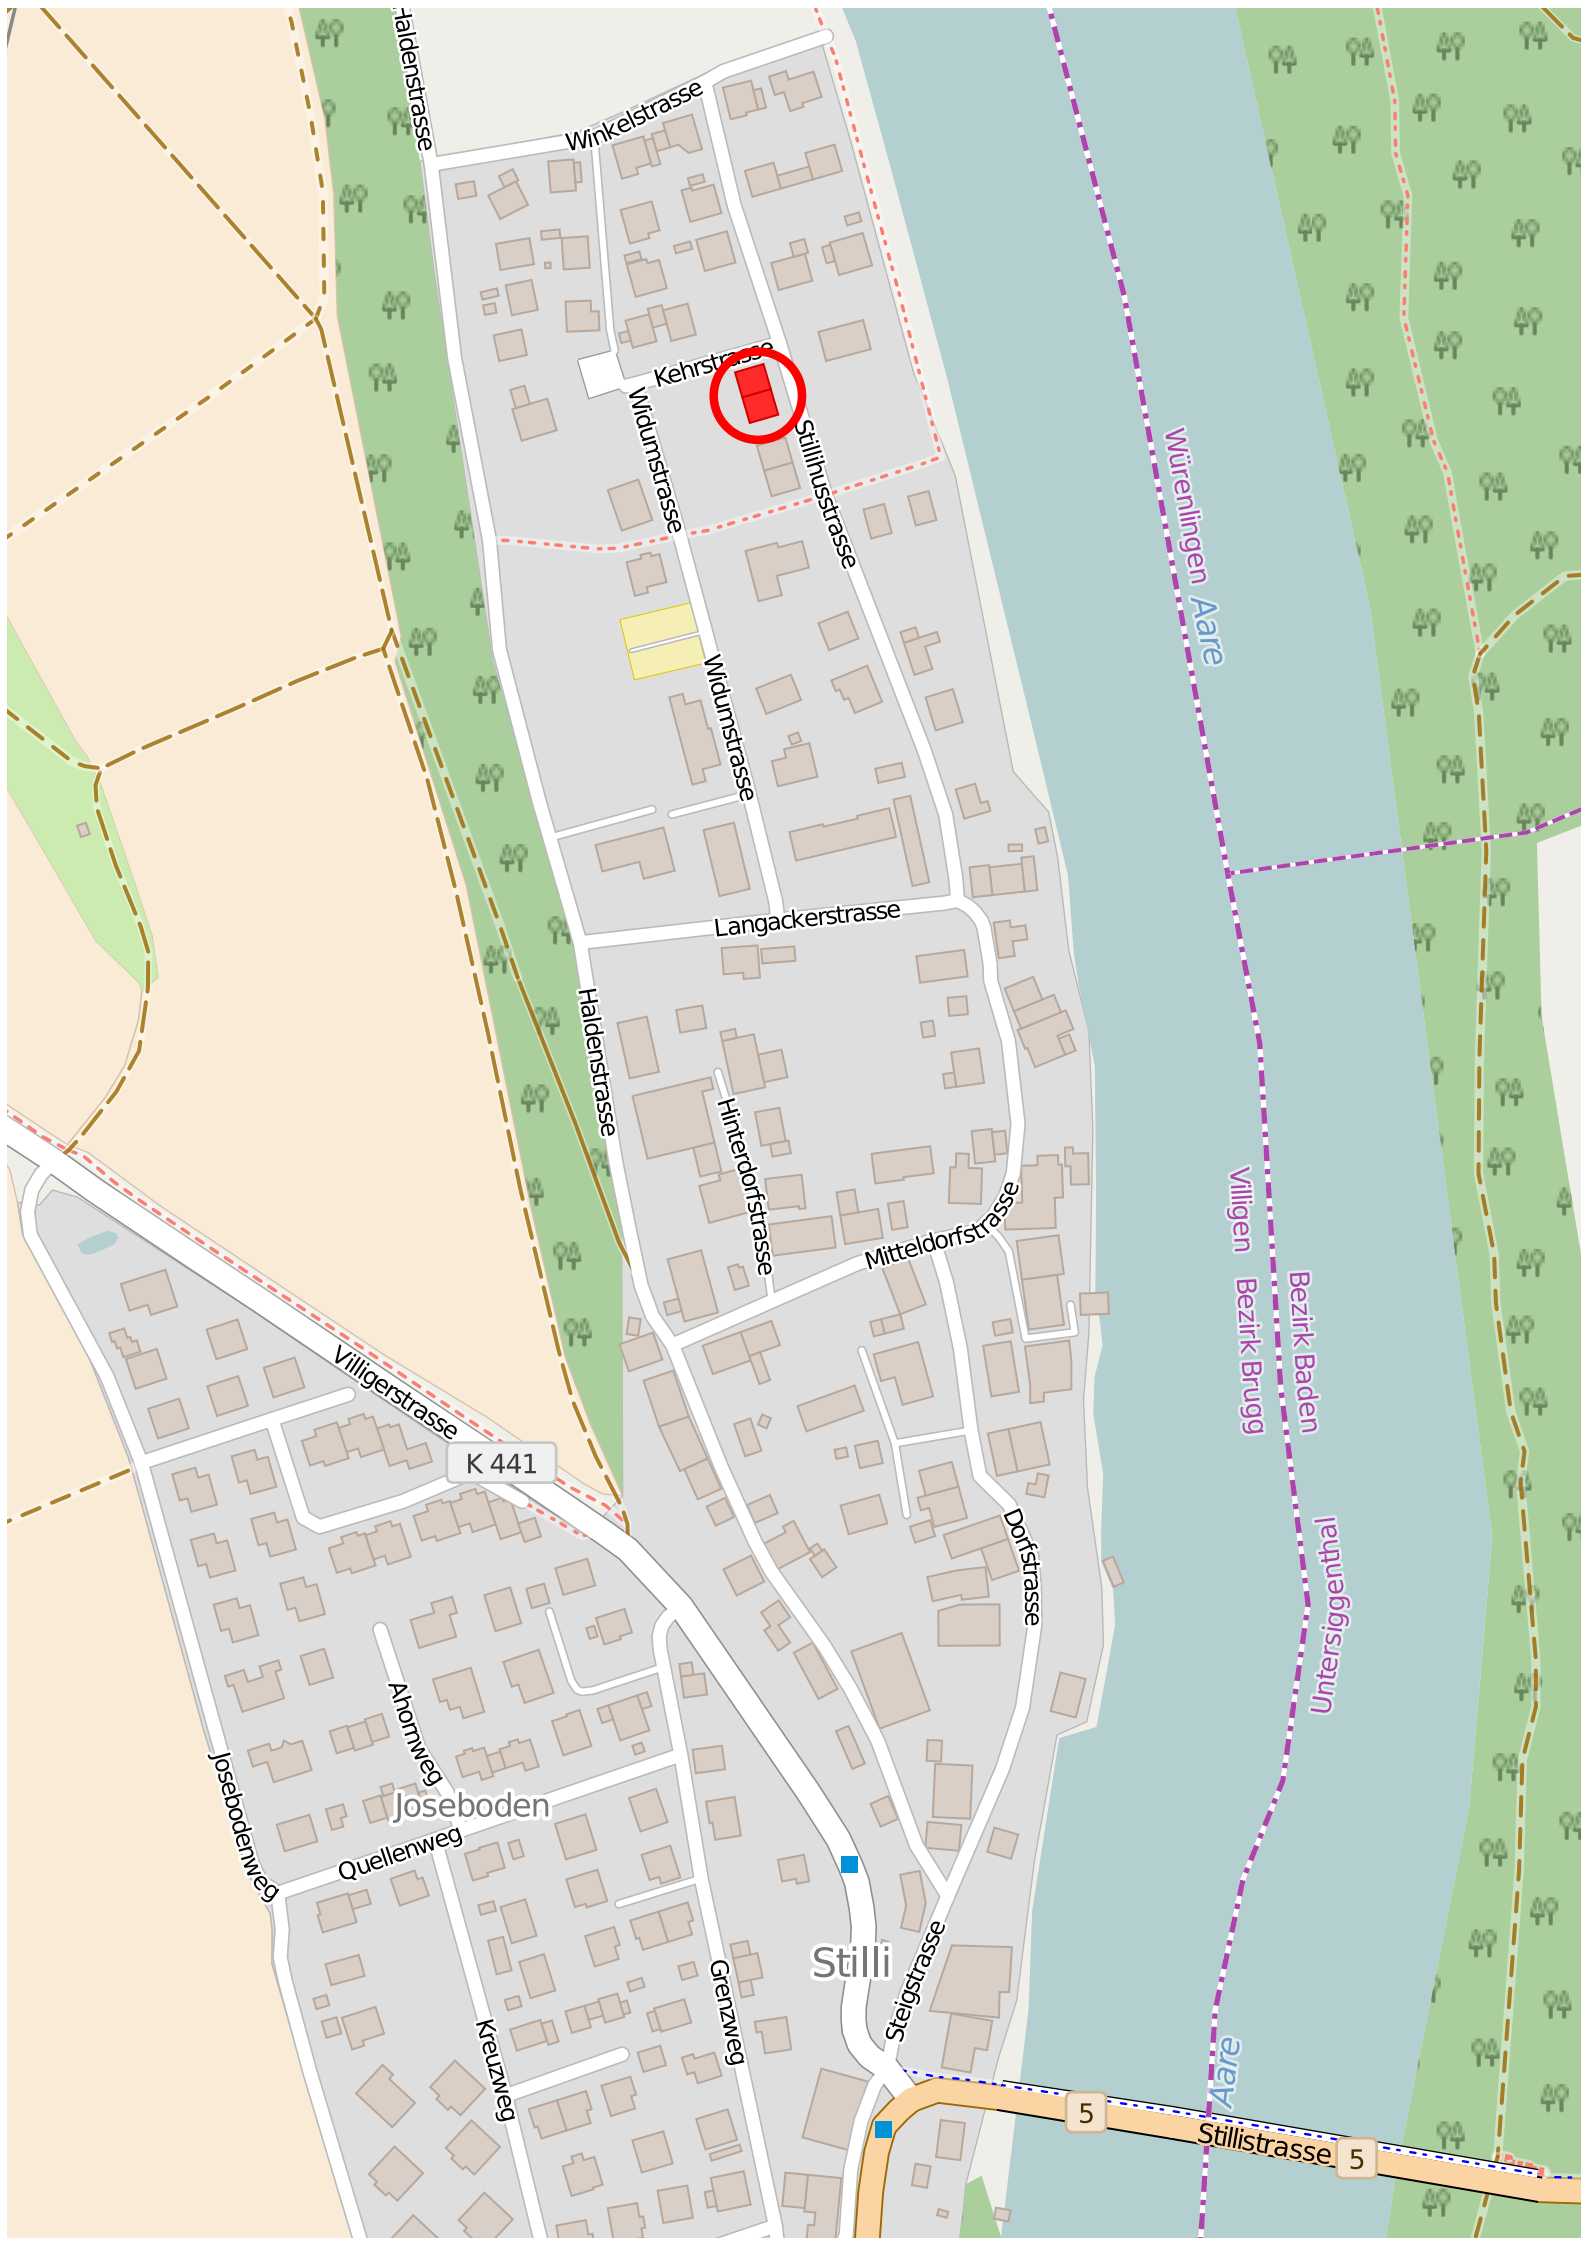 Haldenstrasse
Winkelstrasse
Kehrstrasse
Widumstrasse
Stillihusstrasse
Würenlingen
Aare
Widumstrasse
Langackerstrasse
Haldenstrasse
Hinterdorfstrasse
Mitteldorfstrasse
Villigen
Bezirk Brugg
Bezirk Baden
Villigerstrasse
K 441
Dorfstrasse
Untersiggenthal
Ahornweg
Josebodenweg
Joseboden
Quellenweg
Stilli
Steigstrasse
Grenzweg
Kreuzweg
Aare
5
Stillistrasse
5